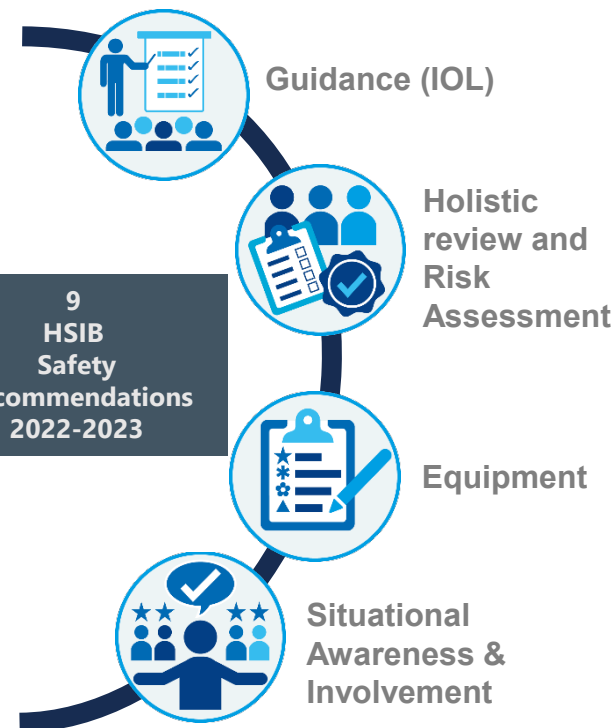 Guidance (IOL)
Holistic
review and
Risk
Assessment
9
HSIB
Safety
commendations
2022-2023
Equipment
Situational
Awareness &
Involvement